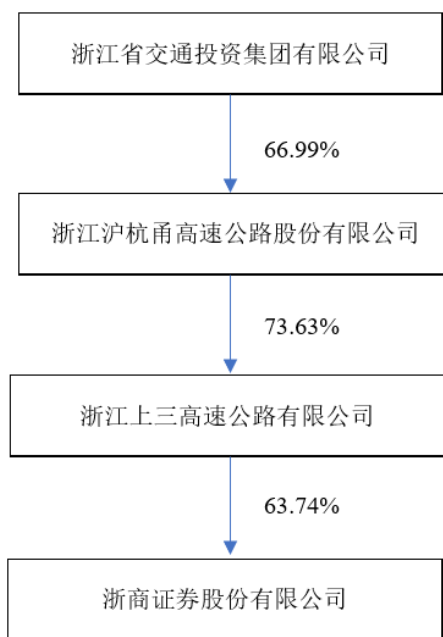 浙江省交通投资集团有限公司
66.99%
浙江沪杭甬高速公路股份有限公司
73.63%
浙江上三高速公路有限公司
63.74%
浙商证券股份有限公司